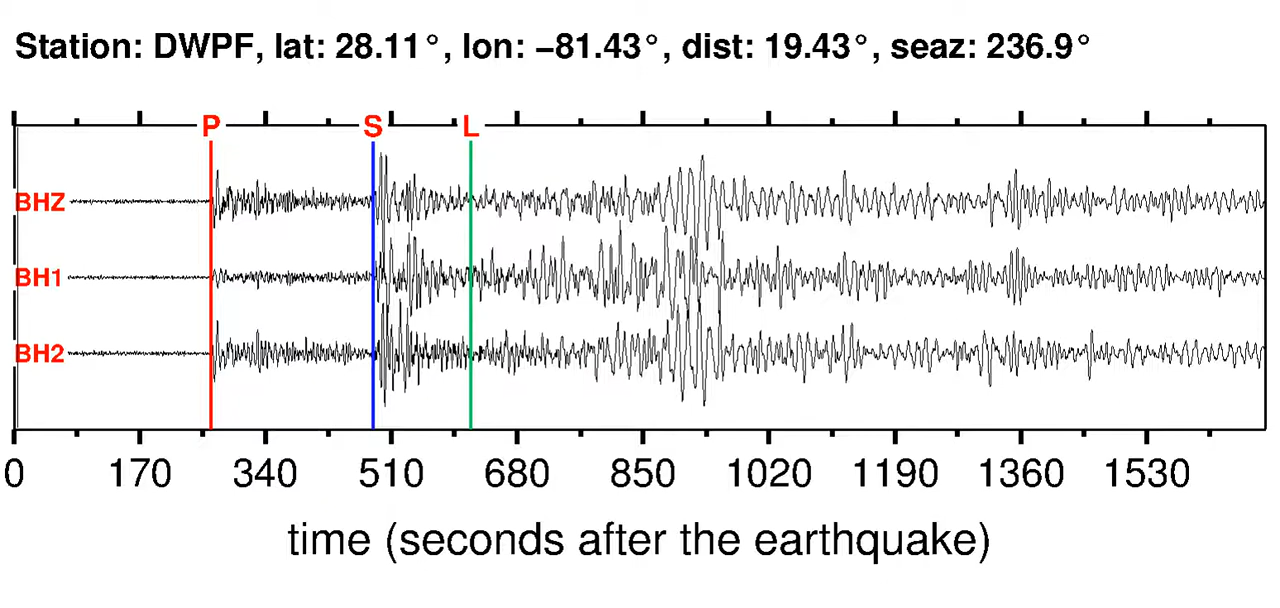 Station: DWPF, lat: 28.11°, lon: −81.43°, dist: 19.43°, seaz: 236.9°
P S L
BHZ
BH1
BH2
0 170 340 510 680 850 1020 1190 1360 1530
time (seconds after the earthquake)